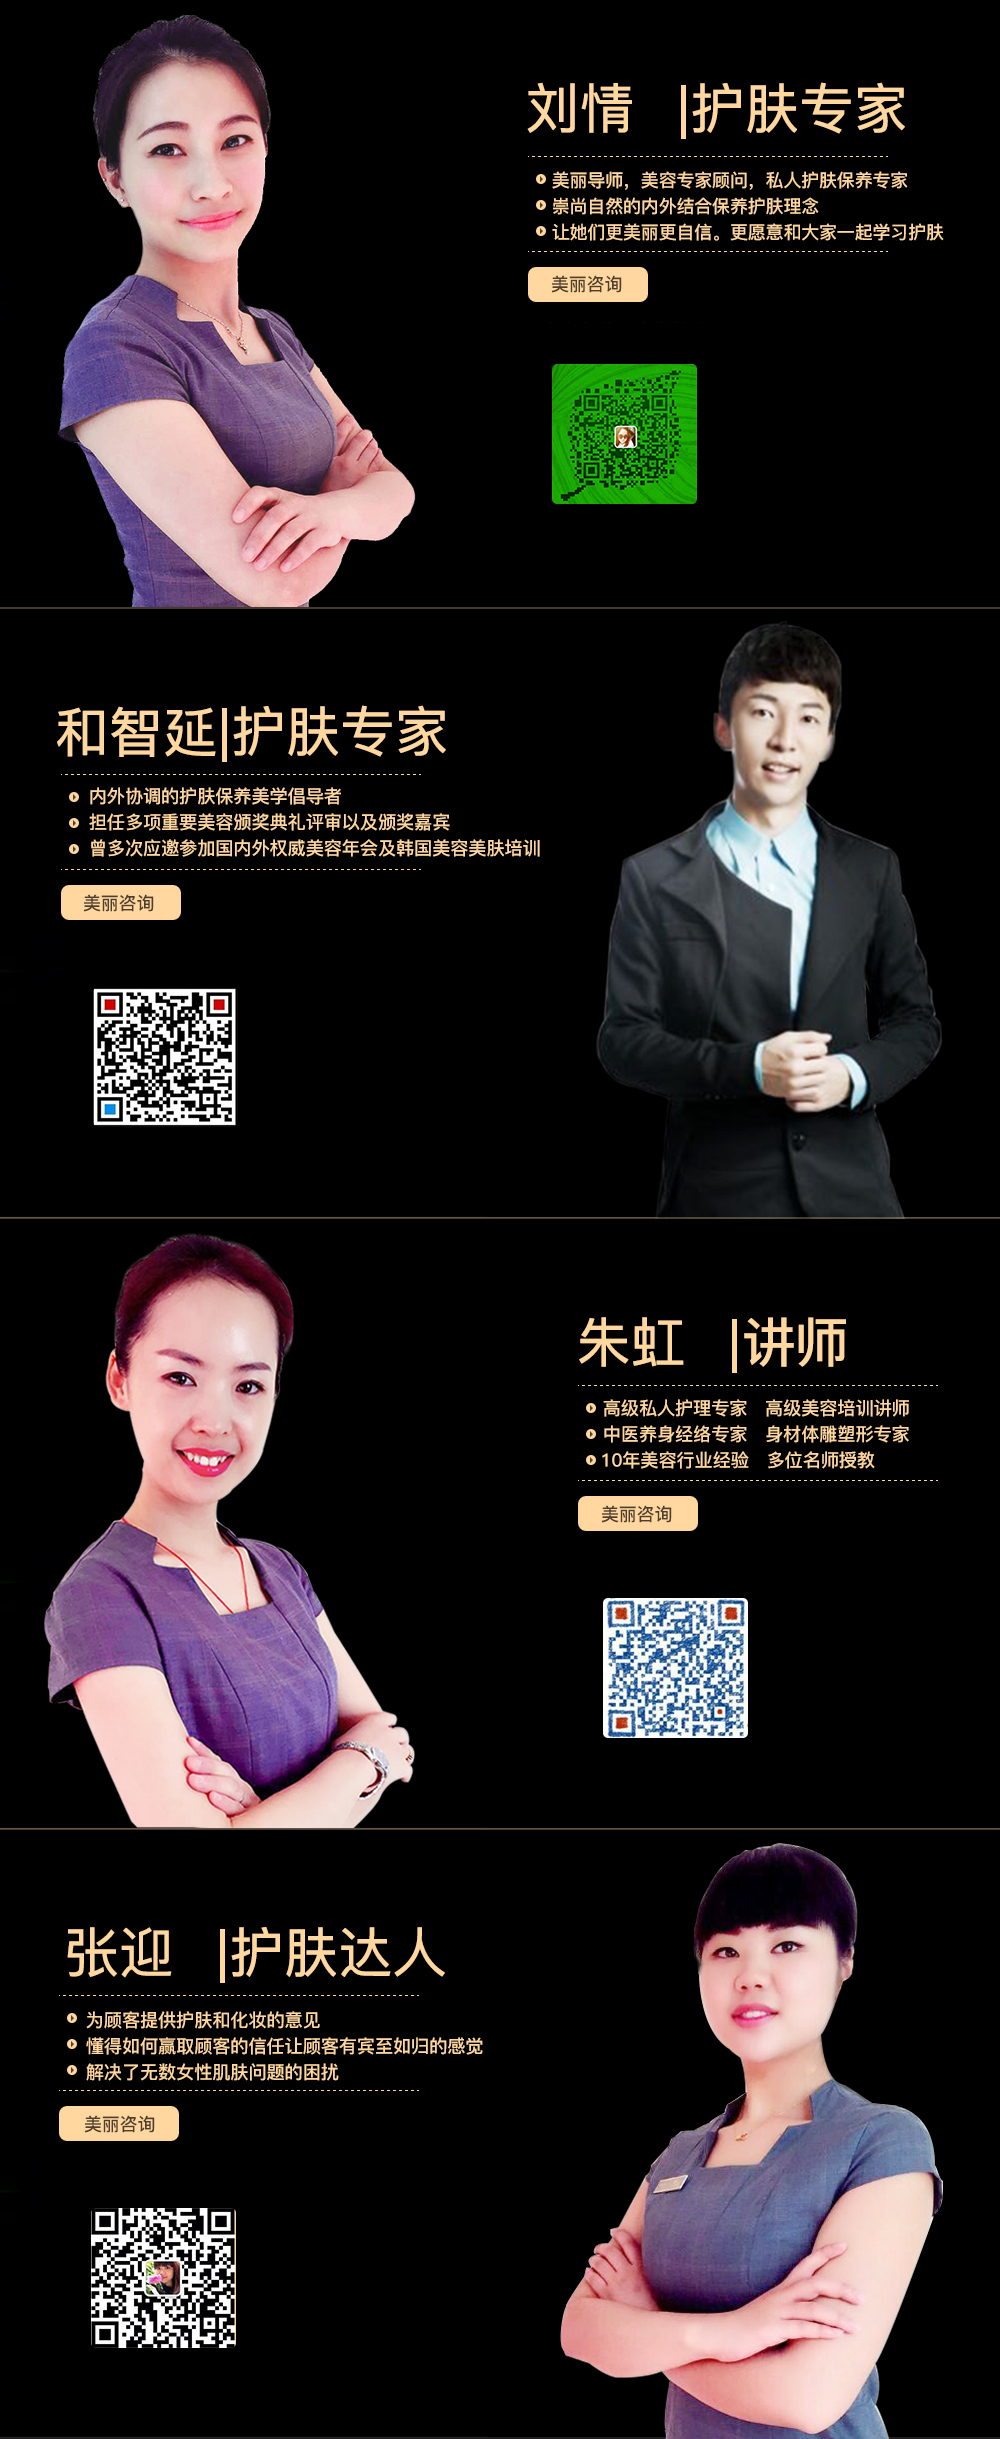 刘情 |护肤专家
美丽导师，美容专家顾问，私人护肤保养专家
崇尚自然的内外结合保养护肤理念
让她们更美丽更自信。更愿意和大家一起学习护肤
美丽咨询
和智延|护肤专家
内外协调的护肤保养美学倡导者
担任多项重要美容颁奖典礼评审以及颁奖嘉宾
曾多次应邀参加国内外权威美容年会及韩国美容美肤培训
美丽咨询
朱虹 |讲师
高级私人护理专家 高级美容培训讲师
中医养身经络专家 身材体雕塑形专家
10年美容行业经验 多位名师授教
美丽咨询
张迎 |护肤达人
为顾客提供护肤和化妆的意见
懂得如何赢取顾客的信任让顾客有宾至如归的感觉
解决了无数女性肌肤问题的困扰
美丽咨询